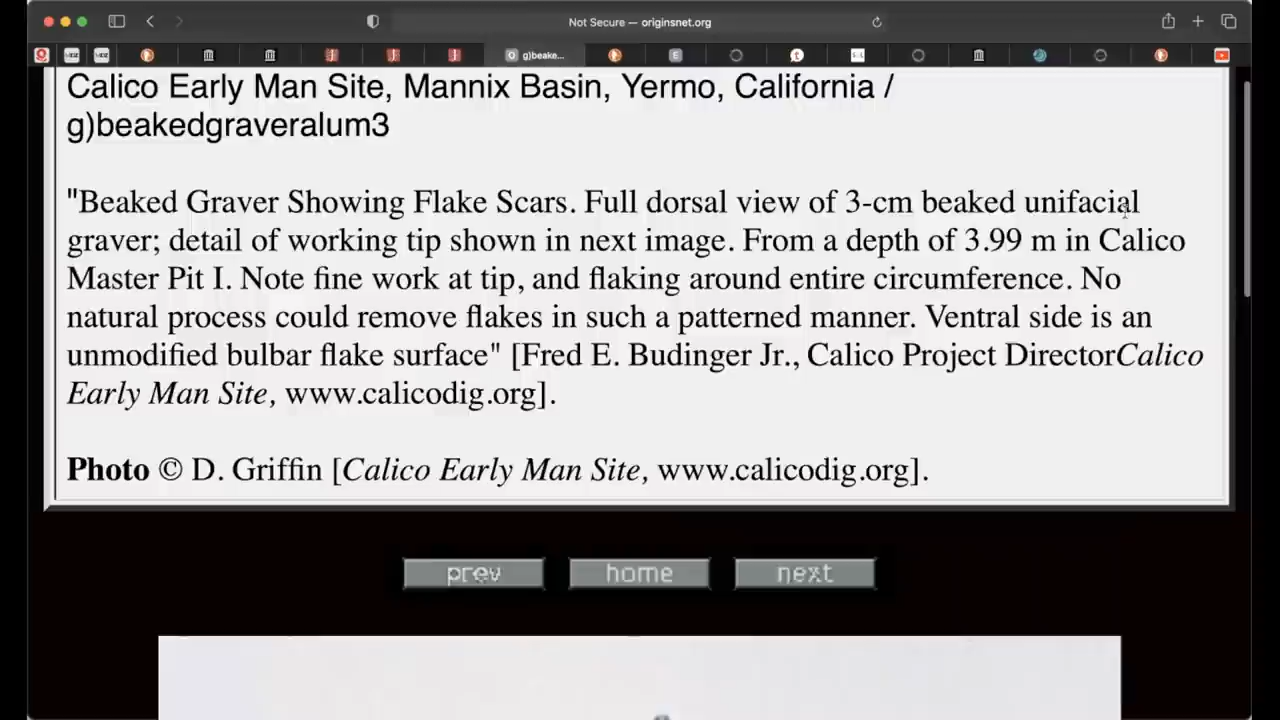 Not Secure — originsnet.org
g)beake...
Calico Early Man Site, Mannix Basin, Yermo, California /
g)beakedgraveralum3
"Beaked Graver Showing Flake Scars. Full dorsal view of 3-cm beaked unifacial
graver; detail of working tip shown in next image. From a depth of 3.99 m in Calico
Master Pit I. Note fine work at tip, and flaking around entire circumference. No
natural process could remove flakes in such a patterned manner. Ventral side is an
unmodified bulbar flake surface" [Fred E. Budinger Jr., Calico Project DirectorCalico
Early Man Site, www.calicodig.org].
Photo © D. Griffin [Calico Early Man Site, www.calicodig.org].
prev home next